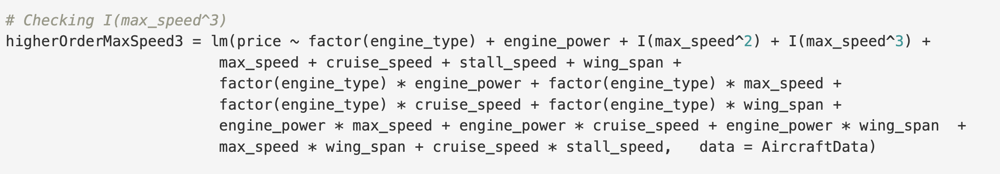 # Checking I(max_speed^3)
higherOrderMaxSpeed3 = lm(price ~ factor(engine_type) + engine_power + I(max_speed^2) + I(max_speed^3) +
max_speed + cruise_speed + stall_speed + wing_span +
factor(engine_type) * engine_power + factor(engine_type) * max_speed +
factor(engine_type) * cruise_speed + factor(engine_type) * wing_span +
engine_power * max_speed + engine_power * cruise_speed + engine_power * wing_span  +
max_speed * wing_span + cruise_speed * stall_speed,   data = AircraftData)